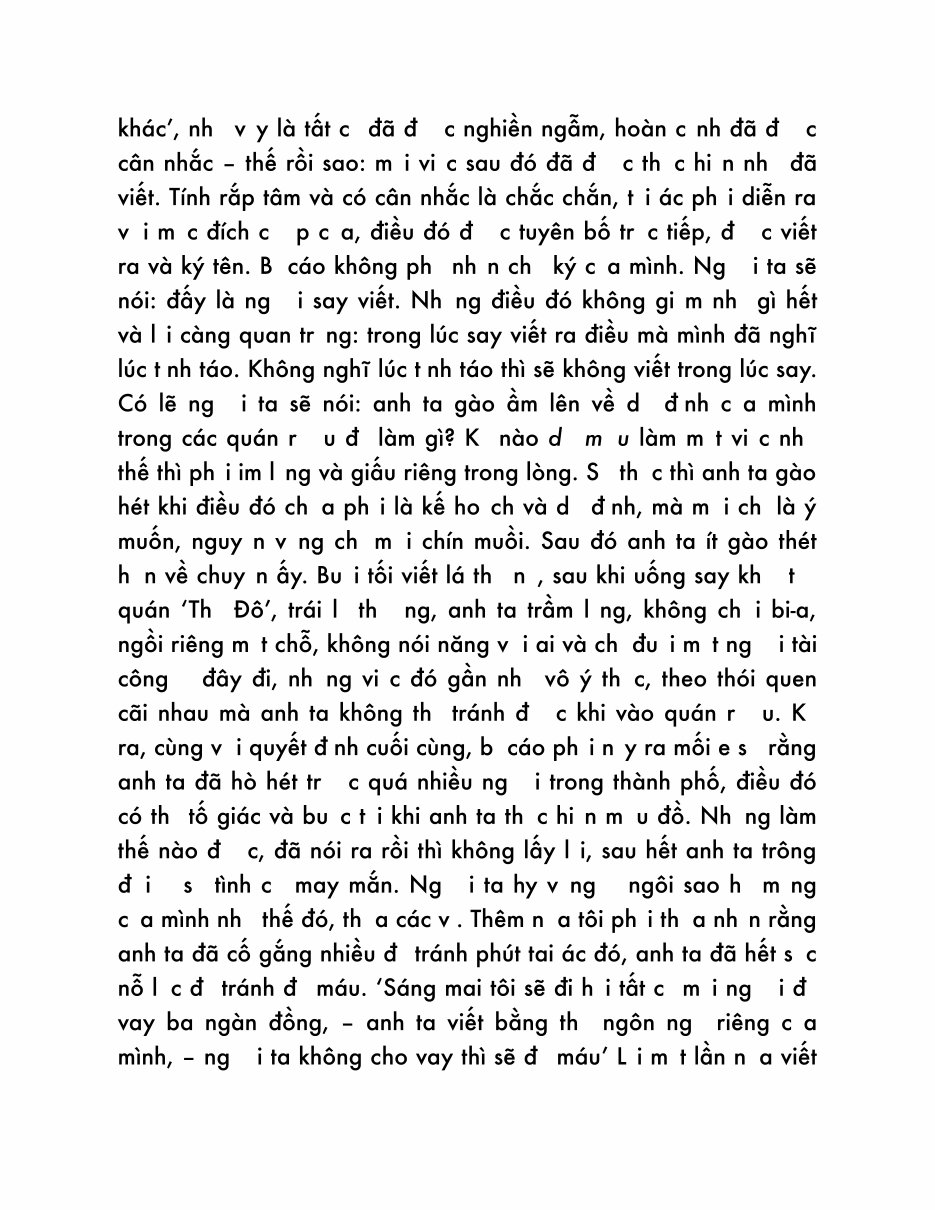 khác’, nh v y là tất c đã đ c nghiền ngẫm, hoàn c nh đã đ c
cân nhắc – thế rồi sao: m i vi c sau đó đã đ c th c hi n nh đã
viết. Tính rắp tâm và có cân nhắc là chắc chắn, t i ác ph i diễn ra
v i m c đích c p c a, điều đó đ c tuyên bố tr c tiếp, đ c viết
ra và ký tên. B cáo không ph nh n ch ký c a mình. Ng i ta sẽ
nói: đấy là ng i say viết. Nh ng điều đó không gi m nh gì hết
và l i càng quan tr ng: trong lúc say viết ra điều mà mình đã nghĩ
lúc t nh táo. Không nghĩ lúc t nh táo thì sẽ không viết trong lúc say.
Có lẽ ng i ta sẽ nói: anh ta gào ầm lên về d đ nh c a mình
trong các quán r u đ làm gì? K nào d m u làm m t vi c nh
thế thì ph i im l ng và giấu riêng trong lòng. S th c thì anh ta gào
hét khi điều đó ch a ph i là kế ho ch và d đ nh, mà m i ch là ý
muốn, nguy n v ng ch m i chín muồi. Sau đó anh ta ít gào thét
h n về chuy n ấy. Bu i tối viết lá th n , sau khi uống say kh t
quán ‘Th Đô’, trái l th ng, anh ta trầm l ng, không ch i bi-a,
ngồi riêng m t chỗ, không nói năng v i ai và ch đu i m t ng i tài
công đây đi, nh ng vi c đó gần nh vô ý th c, theo thói quen
cãi nhau mà anh ta không th tránh đ c khi vào quán r u. K
ra, cùng v i quyết đ nh cuối cùng, b cáo ph i n y ra mối e s rằng
anh ta đã hò hét tr c quá nhiều ng i trong thành phố, điều đó
có th tố giác và bu c t i khi anh ta th c hi n m u đồ. Nh ng làm
thế nào đ c, đã nói ra rồi thì không lấy l i, sau hết anh ta trông
đ i s tình c may mắn. Ng i ta hy v ng ngôi sao h m ng
c a mình nh thế đó, th a các v . Thêm n a tôi ph i th a nh n rằng
anh ta đã cố gắng nhiều đ tránh phút tai ác đó, anh ta đã hết s c
nỗ l c đ tránh đ máu. ‘Sáng mai tôi sẽ đi h i tất c m i ng i đ
vay ba ngàn đồng, – anh ta viết bằng th ngôn ng riêng c a
mình, – ng i ta không cho vay thì sẽ đ máu’ L i m t lần n a viết